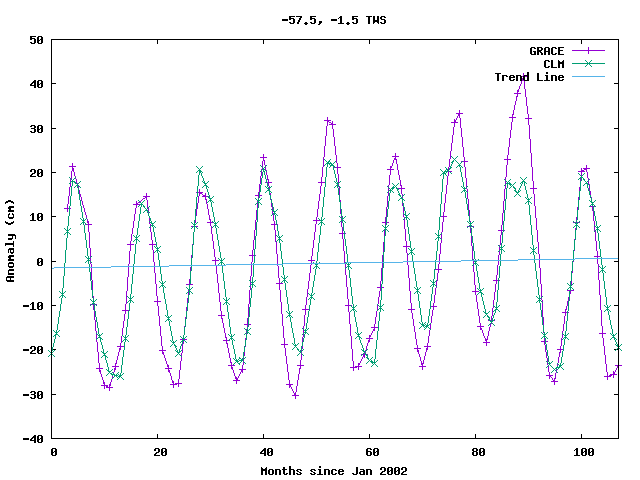 -57.5, -1.5 TWS
50
40
30
20
10
0
-10
-20
-30
-40
Anomaly (cm)
GRACE
CLM
Trend Line
0 20 40 60 80 100
Months since Jan 2002